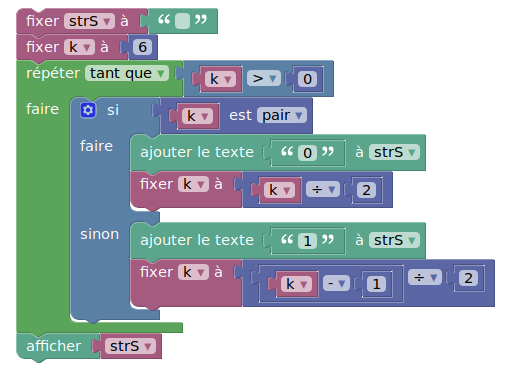 fixer strS ▾ à “ ”
fixer k ▾ à 6
répéter tant que ▾ k ▾ > ▾ 0
faire si k ▾ est pair ▾
faire ajouter le texte “ 0 ” à strS ▾
fixer k ▾ à k ▾ ÷ ▾ 2
sinon ajouter le texte “ 1 ” à strS ▾
fixer k ▾ à k ▾ - ▾ 1 ÷ ▾ 2
afficher strS ▾